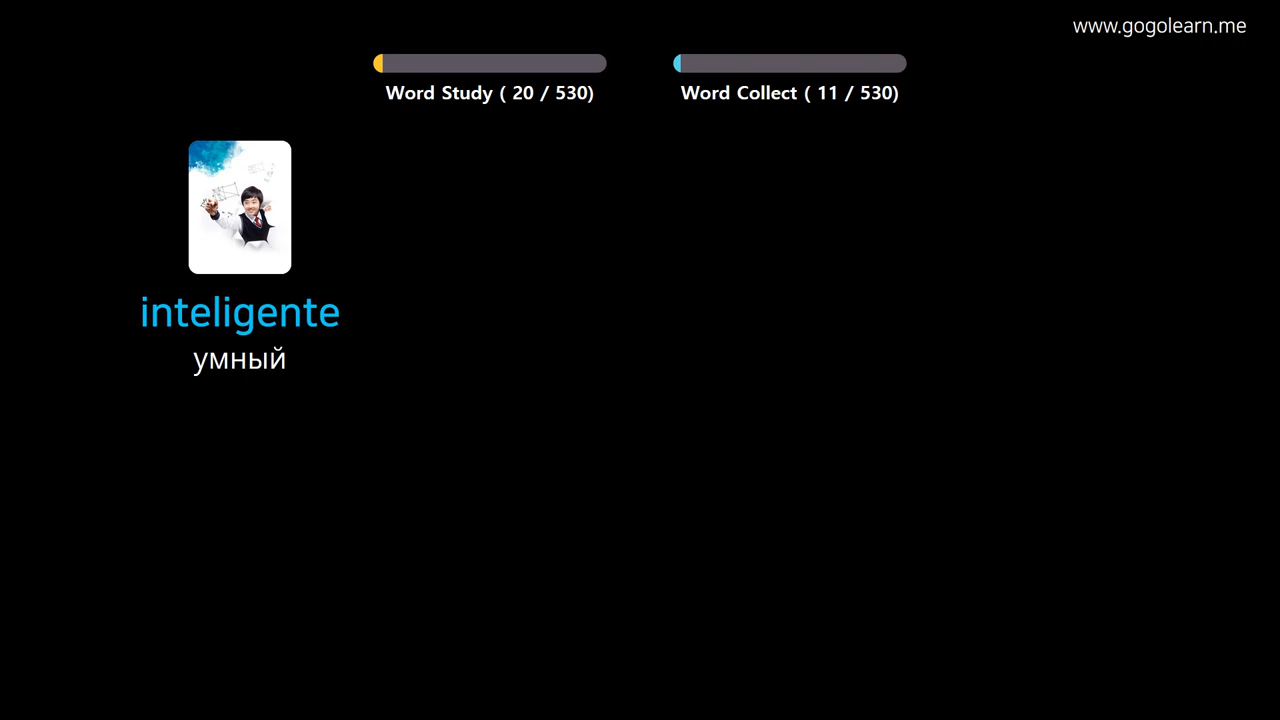 www.gogolearn.me
Word Study ( 20 / 530)
Word Collect ( 11 / 530)
inteligente
умный